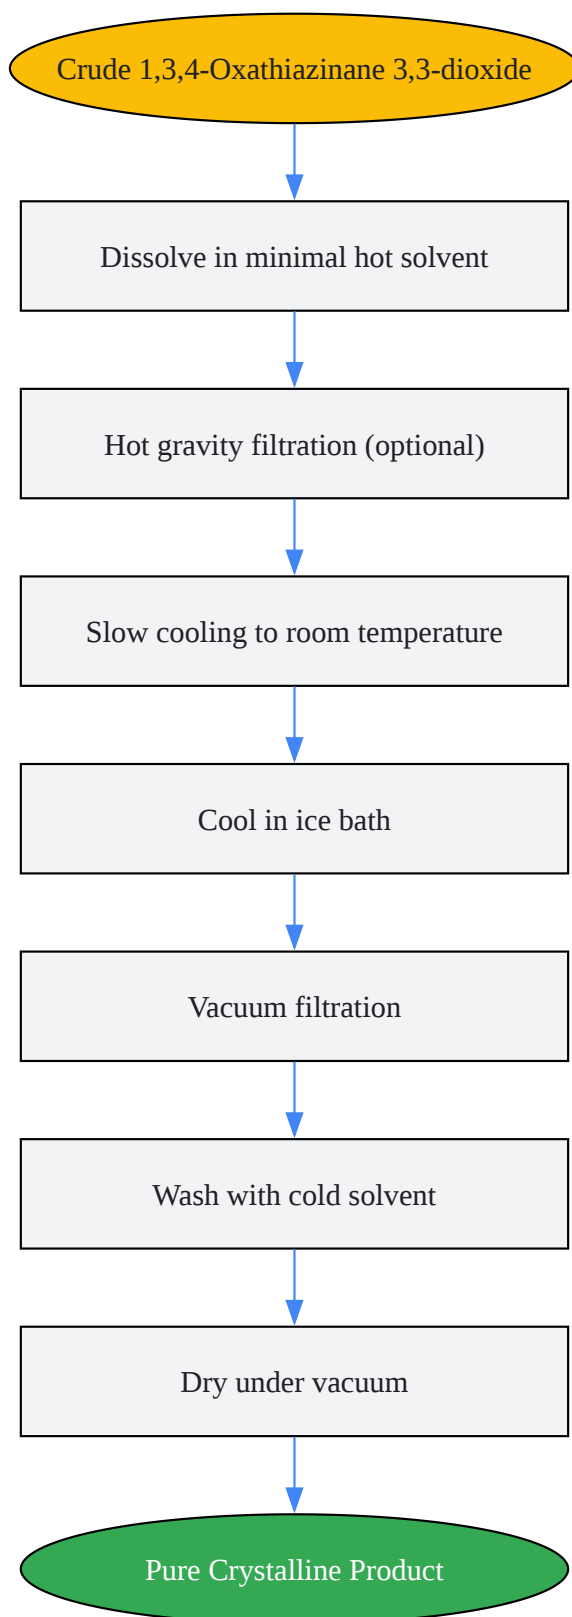 Crude 1,3,4-Oxathiazinane 3,3-dioxide
Dissolve in minimal hot solvent
Hot gravity filtration (optional)
Slow cooling to room temperature
Cool in ice bath
Vacuum filtration
Wash with cold solvent
Dry under vacuum
Pure Crystalline Product